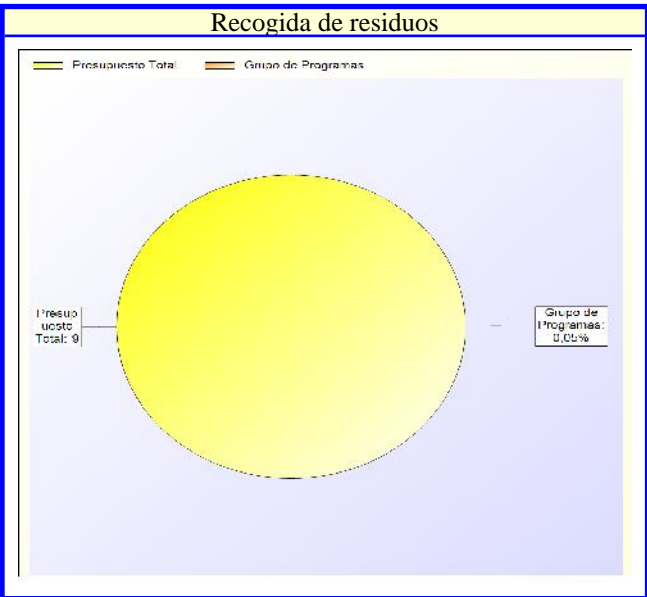 Recogida de residuos
Presupuesto Total Grupo de Programas
Presup
uesto
Total: 9
Grupo de
Programas:
0,05%